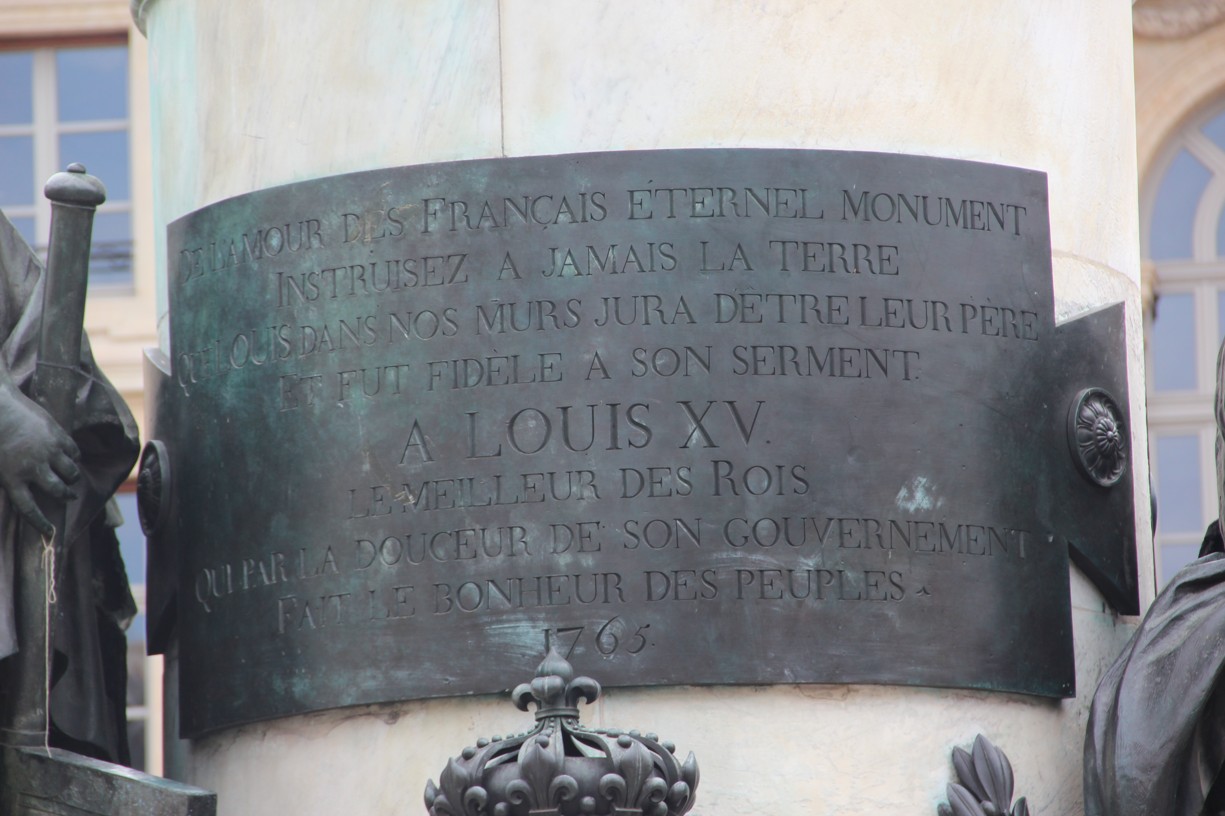 DE L'AMOUR DES FRANÇAIS ÉTERNEL MONUMENT
INSTRUISEZ A JAMAIS LA TERRE
QUE LOUIS DANS NOS MURS JURA D'ÊTRE LEUR PÈRE
ET FUT FIDÈLE A SON SERMENT.
A LOUIS XV.
LE MEILLEUR DES ROIS
QUI PAR LA DOUCEUR DE SON GOUVERNEMENT
FAIT LE BONHEUR DES PEUPLES
1765.